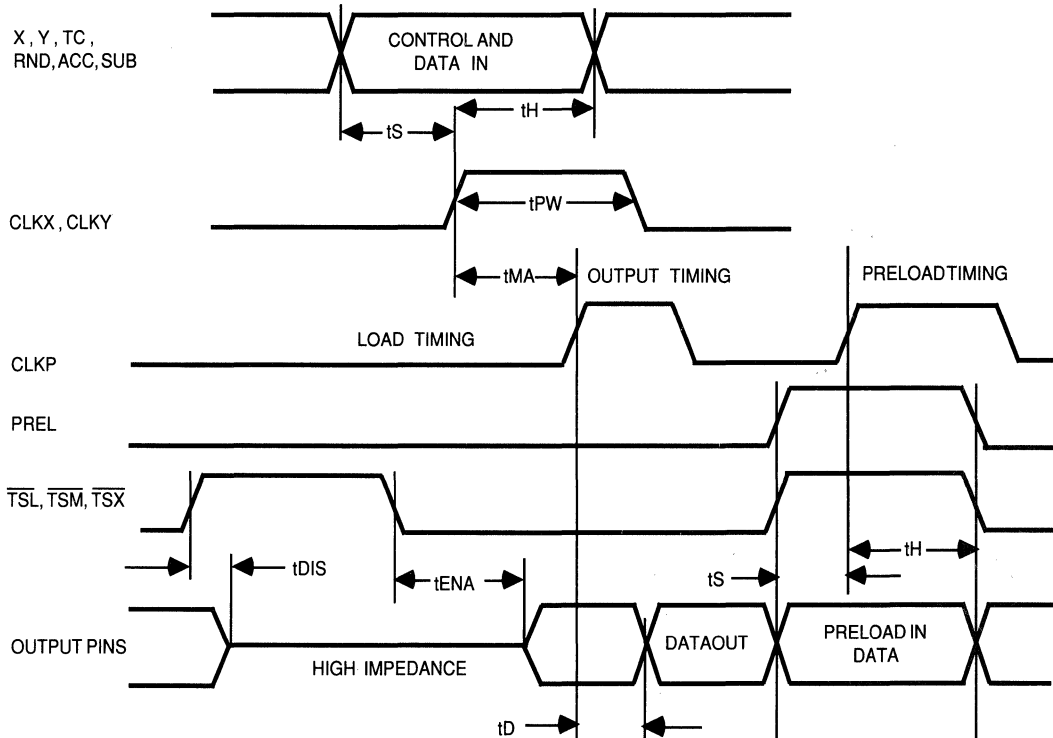 X , Y , TC ,
RND, ACC, SUB
CONTROL AND
DATA IN
tH
tS
tPW
CLKX , CLKY
tMA
OUTPUT TIMING
PRELOADTIMING
LOAD TIMING
CLKP
PREL
TSL, TSM, TSX
tDIS
tENA
tH
tS
OUTPUT PINS
HIGH IMPEDANCE
DATAOUT
PRELOAD IN
DATA
tD